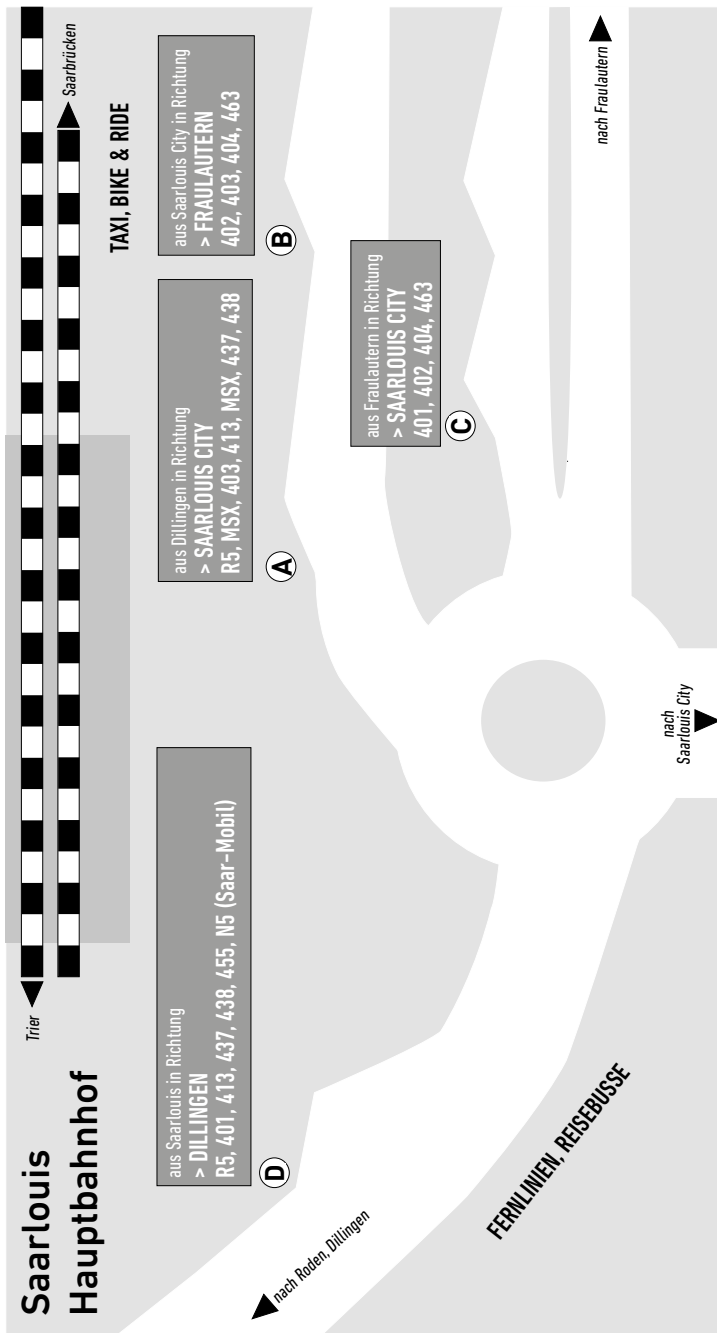 Saarlouis
Hauptbahnhof
Trier
Saarbrücken
TAXI, BIKE & RIDE
aus Saarlouis in Richtung
> DILLINGEN
R5, 401, 413, 437, 438, 455, N5 (Saar-Mobil)
D
aus Dillingen in Richtung
> SAARLOUIS CITY
R5, MSX, 403, 413, MSX, 437, 438
A
aus Saarlouis City in Richtung
> FRAULAUTERN
402, 403, 404, 463
B
aus Fraulautern in Richtung
> SAARLOUIS CITY
401, 402, 404, 463
C
nach Roden, Dillingen
FERNLINIEN, REISEBUSSE
nach
Saarlouis City
nach Fraulautern